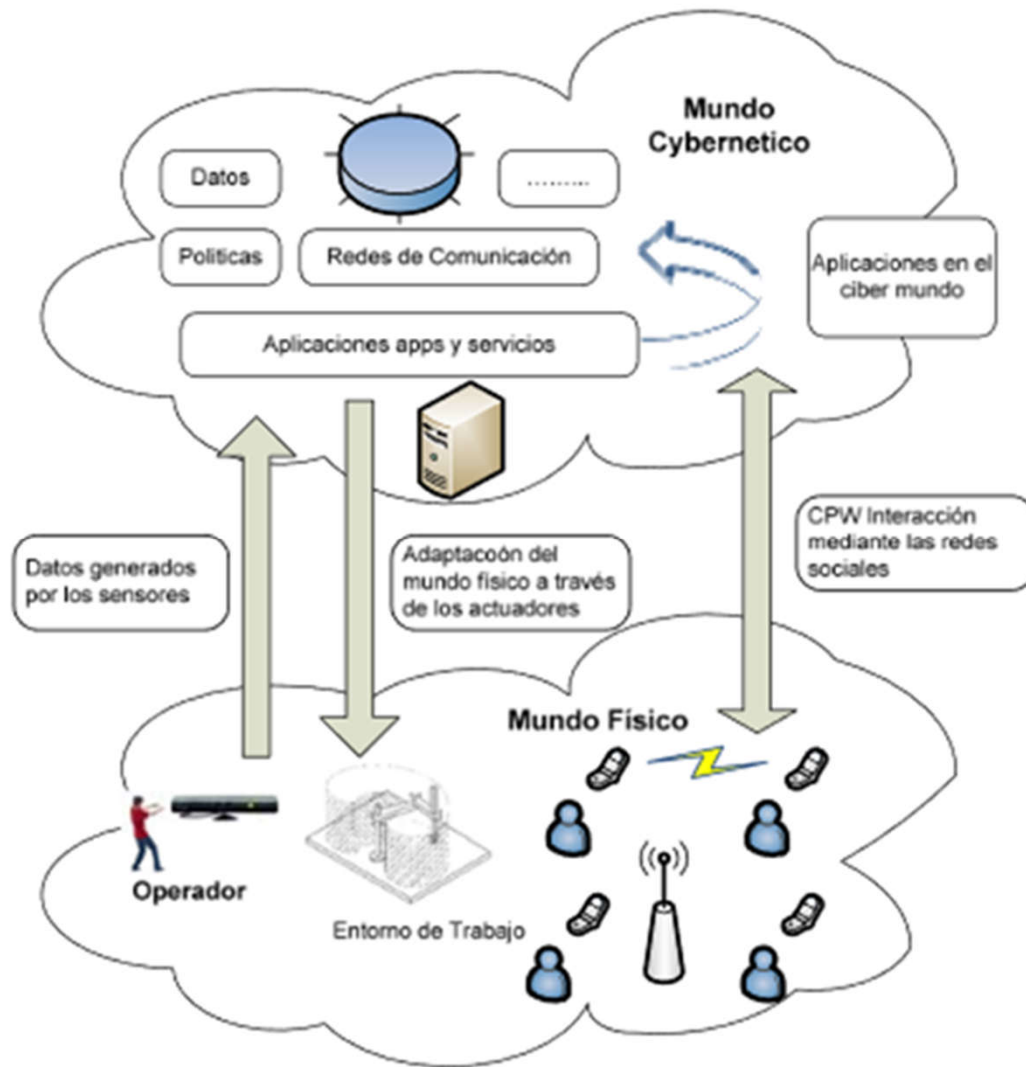 Mundo
Cybernetico
Datos
............
Politicas
Redes de Comunicación
Aplicaciones en el
ciber mundo
Aplicaciones apps y servicios
Datos generados
por los sensores
Adaptacoón del
mundo físico a través
de los actuadores
CPW Interacción
mediante las redes
sociales
Mundo Físico
Operador
Entorno de Trabajo